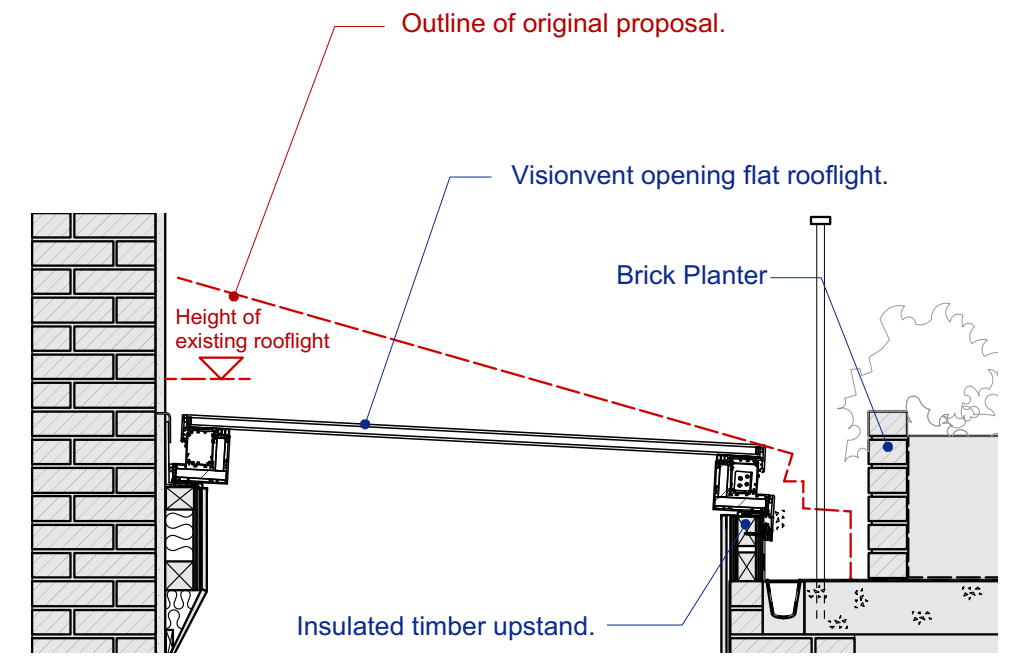 Outline of original proposal.
Visionvent opening flat rooflight.
Brick Planter
Height of
existing rooflight
Insulated timber upstand.